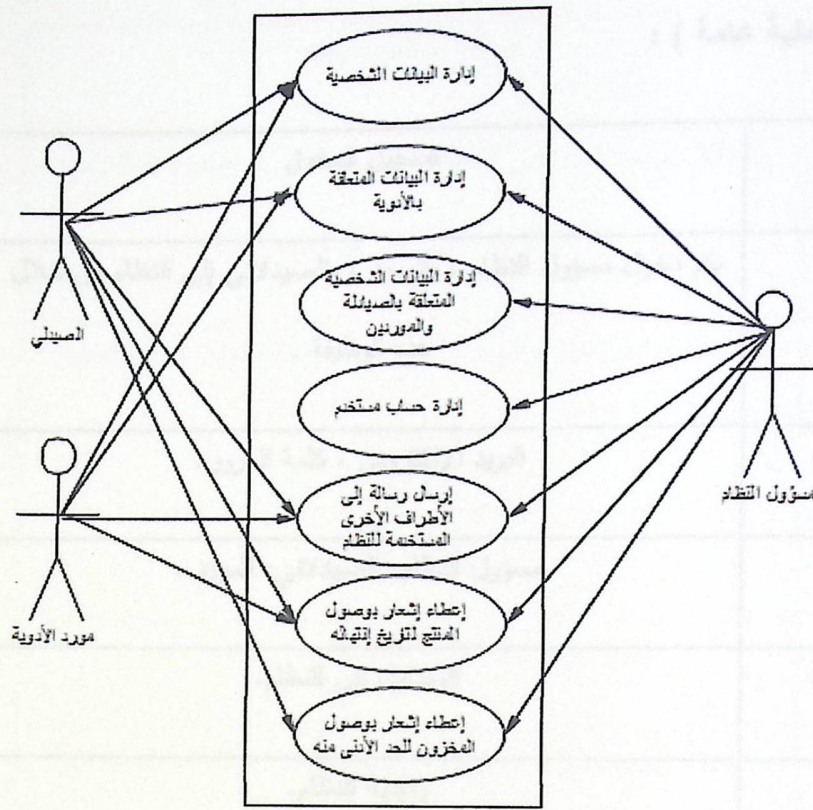 إدارة البيانات الشخصية
إدارة البيانات المتعلقة
بالأدوية
إدارة البيانات الشخصية
المتعلقة بالصيادلة
والموردين
إدارة حساب مستخدم
إرسال رسالة إلى
الأطراف الأخرى
المستخدمة للنظام
إعطاء إشعار بوصول
المنتج لتاريخ إنتهائه
إعطاء إشعار بوصول
المخزون للحد الأدنى منه
الصيدلي
مورد الأدوية
مسؤول النظام